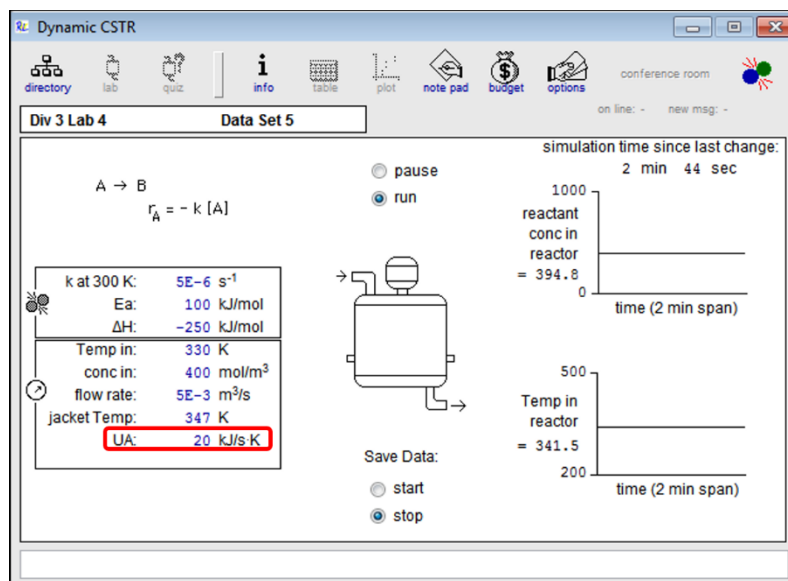 Dynamic CSTR
directory lab quiz info table plot note pad budget options conference room
on line: - new msg: -
Div 3 Lab 4 Data Set 5
A → B
r_A = - k [A]
k at 300 K: 5E-6 s⁻¹
Ea: 100 kJ/mol
ΔH: -250 kJ/mol
Temp in: 330 K
conc in: 400 mol/m³
flow rate: 5E-3 m³/s
jacket Temp: 347 K
UA: 20 kJ/s·K
pause
run
Save Data:
start
stop
simulation time since last change:
2 min 44 sec
1000
reactant
conc in
reactor
= 394.8
0
time (2 min span)
500
Temp in
reactor
= 341.5
200
time (2 min span)